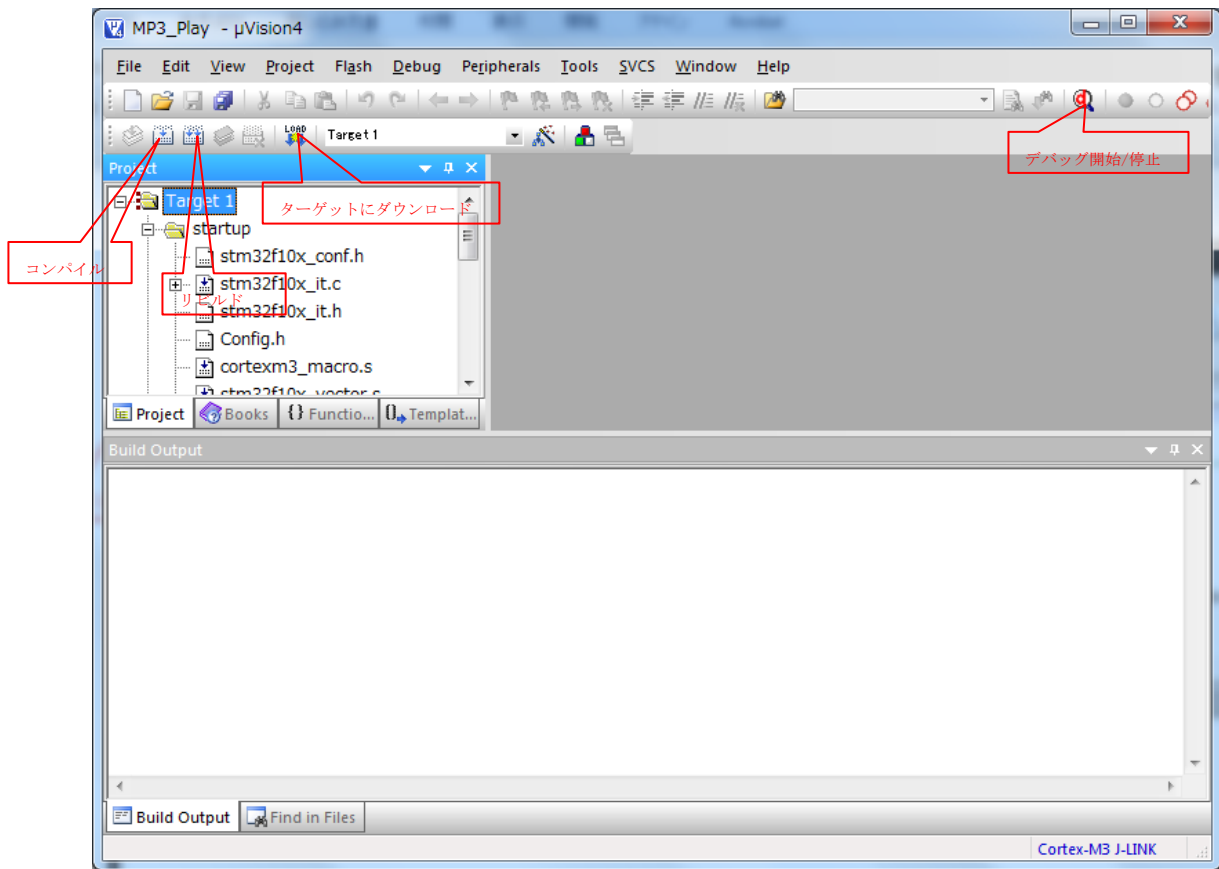 MP3_Play - µVision4
File Edit View Project Flash Debug Peripherals Tools SVCS Window Help
LOAD Target 1
デバッグ開始/停止
Project
Target 1
ターゲットにダウンロード
startup
stm32f10x_conf.h
コンパイル
stm32f10x_it.c
リビルド
stm32f10x_it.h
Config.h
cortexm3_macro.s
stm32f10x_vector.s
Project Books {} Functio... Templat...
Build Output
Build Output Find in Files
Cortex-M3 J-LINK